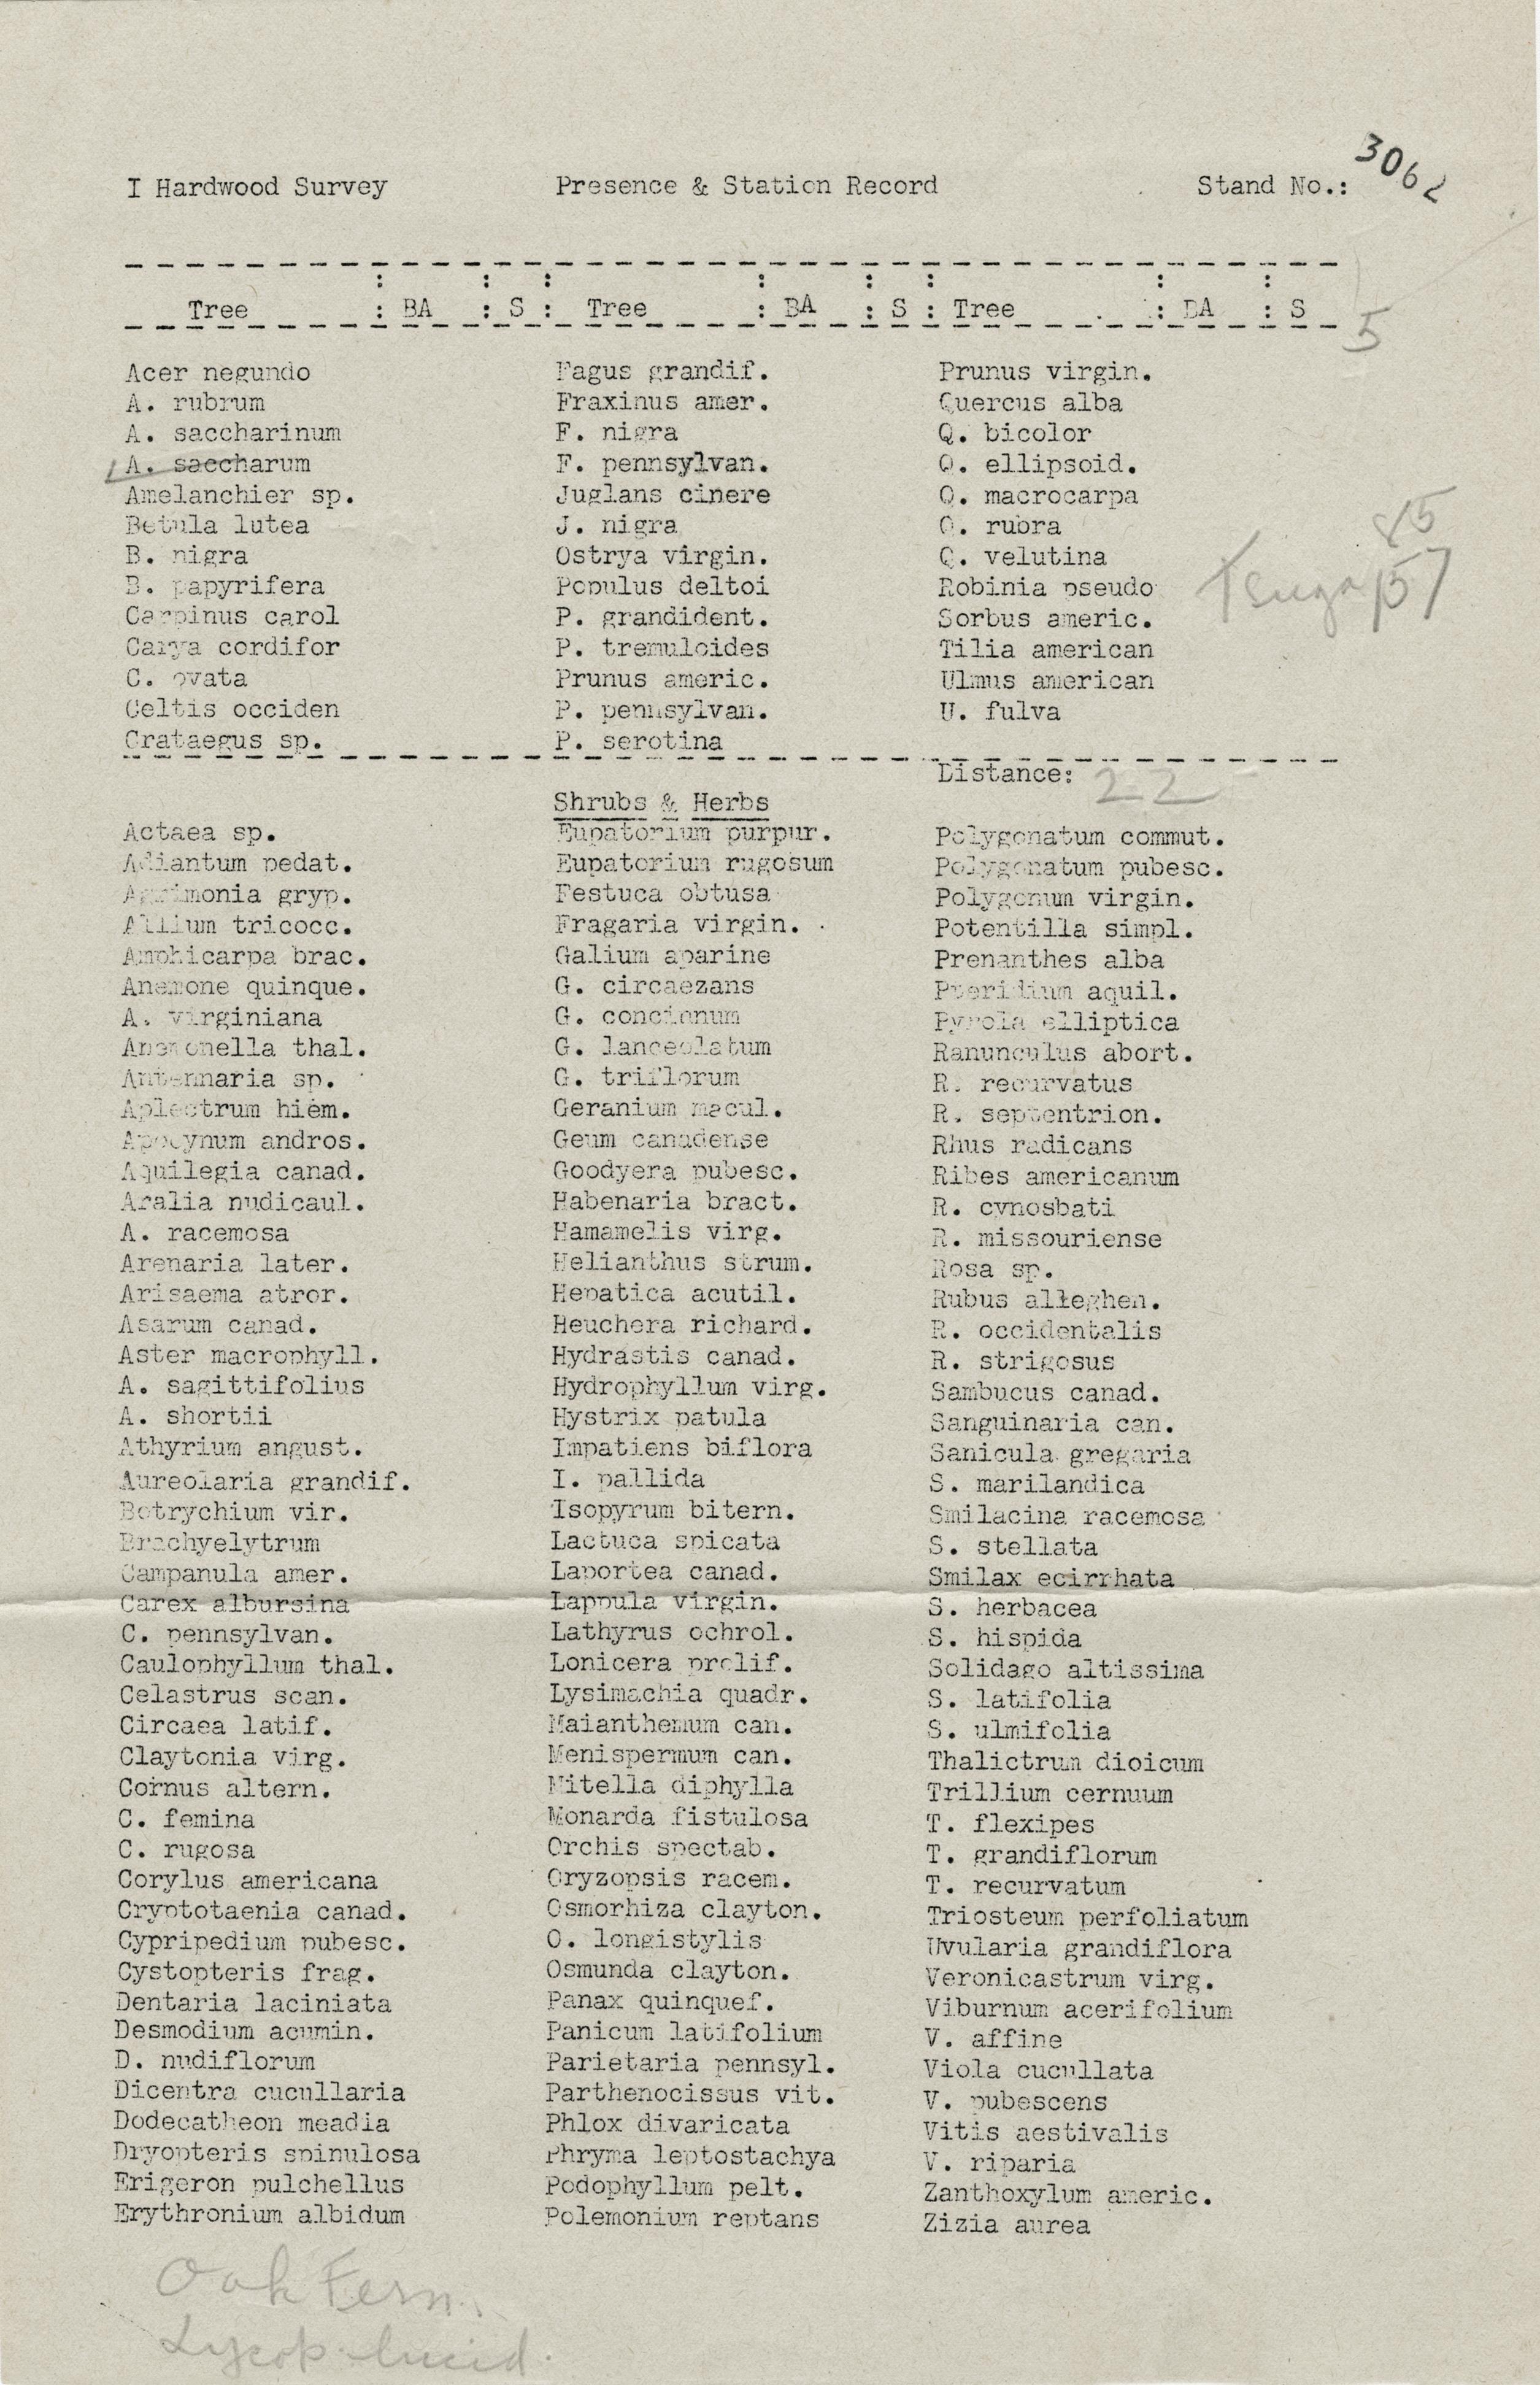 3062
I Hardwood Survey Presence & Station Record Stand No.:
Tree : BA : S : Tree : BA : S : Tree : BA : S
5
Acer negundo Fagus grandif. Prunus virgin.
A. rubrum Fraxinus amer. Quercus alba
A. saccharinum F. nigra Q. bicolor
A. saccharum F. pennsylvan. Q. ellipsoid.
Amelanchier sp. Juglans cinere Q. macrocarpa
Betula lutea J. nigra Q. rubra
B. nigra Ostrya virgin. Q. velutina
B. papyrifera Populus deltoi Robinia pseudo Tsuga 157
Carpinus carol P. grandident. Sorbus americ.
Carya cordifor P. tremuloides Tilia american
C. ovata Prunus americ. Ulmus american
Celtis occiden P. pennsylvan. U. fulva
Crataegus sp. P. serotina
Distance: 22
Shrubs & Herbs
Actaea sp. Eupatorium purpur. Polygonatum commut.
Adiantum pedat. Eupatorium rugosum Polygonatum pubesc.
Agrimonia gryp. Festuca obtusa Polygonum virgin.
Allium tricocc. Fragaria virgin. Potentilla simpl.
Amphicarpa brac. Galium aparine Prenanthes alba
Anemone quinque. G. circaezans Pteridium aquil.
A. virginiana G. concinnum Pyrola elliptica
Anemonella thal. G. lanceolatum Ranunculus abort.
Antennaria sp. G. triflorum R. recurvatus
Aplectrum hiem. Geranium macul. R. septentrion.
Apocynum andros. Geum canadense Rhus radicans
Aquilegia canad. Goodyera pubesc. Ribes americanum
Aralia nudicaul. Habenaria bract. R. cynosbati
A. racemosa Hamamelis virg. R. missouriense
Arenaria later. Helianthus strum. Rosa sp.
Arisaema atror. Hepatica acutil. Rubus alleghen.
Asarum canad. Heuchera richard. R. occidentalis
Aster macrophyll. Hydrastis canad. R. strigosus
A. sagittifolius Hydrophyllum virg. Sambucus canad.
A. shortii Hystrix patula Sanguinaria can.
Athyrium angust. Impatiens biflora Sanicula gregaria
Aureolaria grandif. I. pallida S. marilandica
Botrychium vir. Isopyrum bitern. Smilacina racemosa
Brachyelytrum Lactuca spicata S. stellata
Campanula amer. Laportea canad. Smilax ecirrhata
Carex albursina Lappula virgin. S. herbacea
C. pennsylvan. Lathyrus ochrol. S. hispida
Caulophyllum thal. Lonicera prolif. Solidago altissima
Celastrus scan. Lysimachia quadr. S. latifolia
Circaea latif. Maianthemum can. S. ulmifolia
Claytonia virg. Menispermum can. Thalictrum dioicum
Cornus altern. Mitella diphylla Trillium cernuum
C. femina Monarda fistulosa T. flexipes
C. rugosa Orchis spectab. T. grandiflorum
Corylus americana Oryzopsis racem. T. recurvatum
Cryptotaenia canad. Osmorhiza clayton. Triosteum perfoliatum
Cypripedium pubesc. O. longistylis Uvularia grandiflora
Cystopteris frag. Osmunda clayton. Veronicastrum virg.
Dentaria laciniata Panax quinquef. Viburnum acerifolium
Desmodium acumin. Panicum latifolium V. affine
D. nudiflorum Parietaria pennsyl. Viola cucullata
Dicentra cucullaria Parthenocissus vit. V. pubescens
Dodecatheon meadia Phlox divaricata Vitis aestivalis
Dryopteris spinulosa Phryma leptostachya V. riparia
Erigeron pulchellus Podophyllum pelt. Zanthoxylum americ.
Erythronium albidum Polemonium reptans Zizia aurea
Oak Fern.
Lycop. lucid.